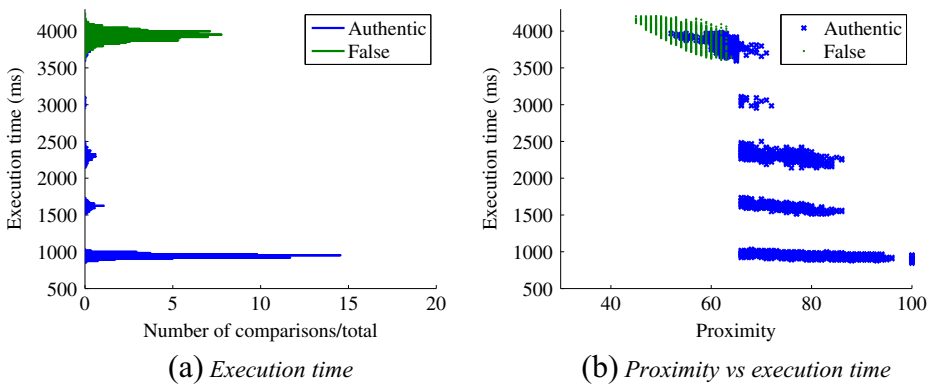 4000
3500
3000
2500
2000
1500
1000
500
0
5
10
15
20
Execution time (ms)
Number of comparisons/total
Authentic
False
(a) Execution time
4000
3500
3000
2500
2000
1500
1000
500
40
60
80
100
Execution time (ms)
Proximity
Authentic
False
(b) Proximity vs execution time